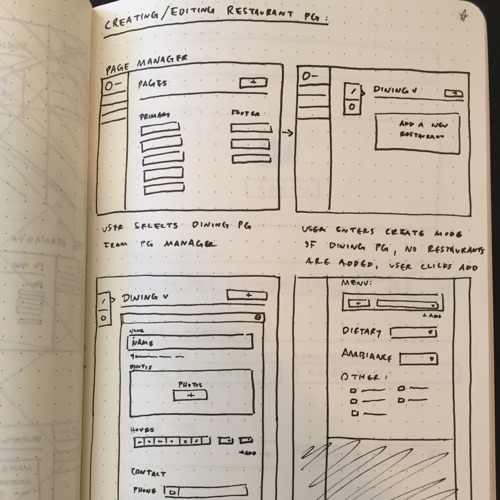 CREATING/EDITING RESTAURANT PG:
PAGE MANAGER
PAGES
+
PRIMARY
FOOTER
DINING
ADD A NEW
RESTAURANT
USER SELECTS DINING PG
FROM PG MANAGER
USER ENTERS CREATE MODE
OF DINING PG, NO RESTAURANTS
ARE ADDED, USER CLICKS ADD
DINING
+
NAME
NAME
PHOTOS
PHOTOS
+
HOURS
+ADD
CONTACT
PHONE
MENU:
+
+ADD
DIETARY
AMBIANCE
OTHER: